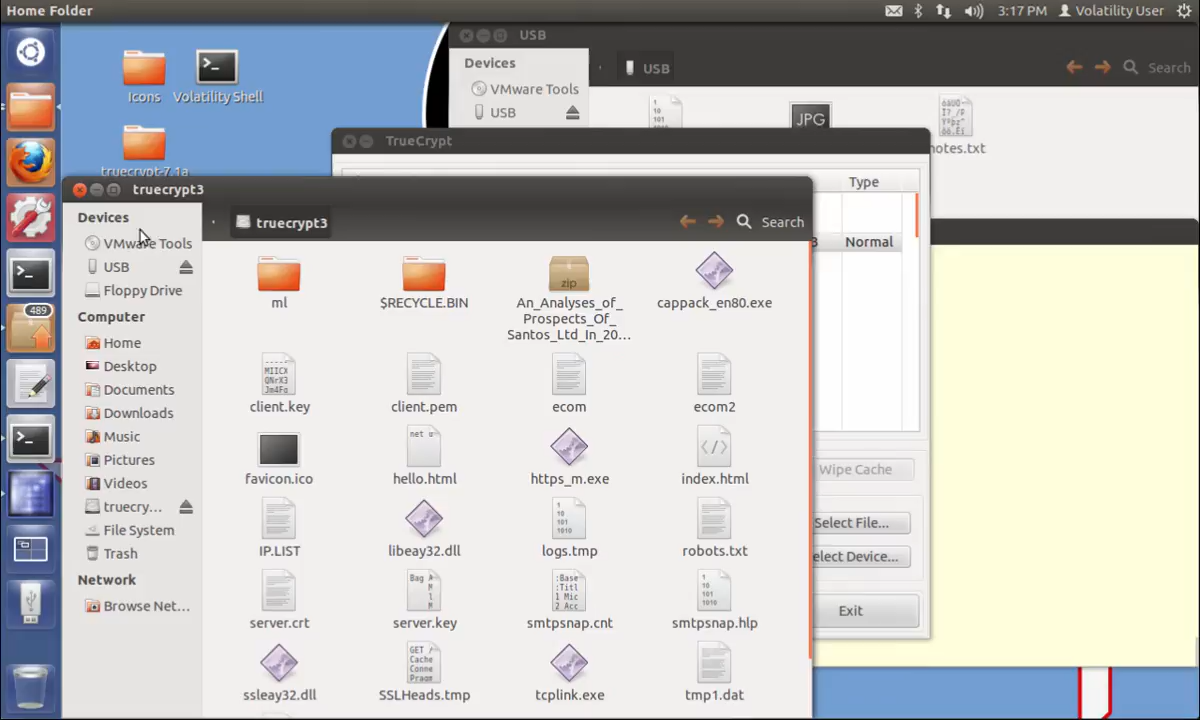 Home Folder
3:17 PM
Volatility User
Icons
Volatility Shell
truecrypt-7.1a
489
USB
Devices
VMware Tools
USB
USB
Search
JPG
notes.txt
TrueCrypt
Type
3
Normal
Wipe Cache
Select File...
elect Device...
Exit
truecrypt3
Devices
VMware Tools
USB
Floppy Drive
Computer
Home
Desktop
Documents
Downloads
Music
Pictures
Videos
truecry...
File System
Trash
Network
Browse Net...
truecrypt3
Search
ml
$RECYCLE.BIN
zip
An_Analyses_of_
Prospects_Of_
Santos_Ltd_In_20...
cappack_en80.exe
client.key
client.pem
ecom
ecom2
favicon.ico
hello.html
https_m.exe
index.html
IP.LIST
libeay32.dll
logs.tmp
robots.txt
server.crt
server.key
smtpsnap.cnt
smtpsnap.hlp
ssleay32.dll
SSLHeads.tmp
tcplink.exe
tmp1.dat